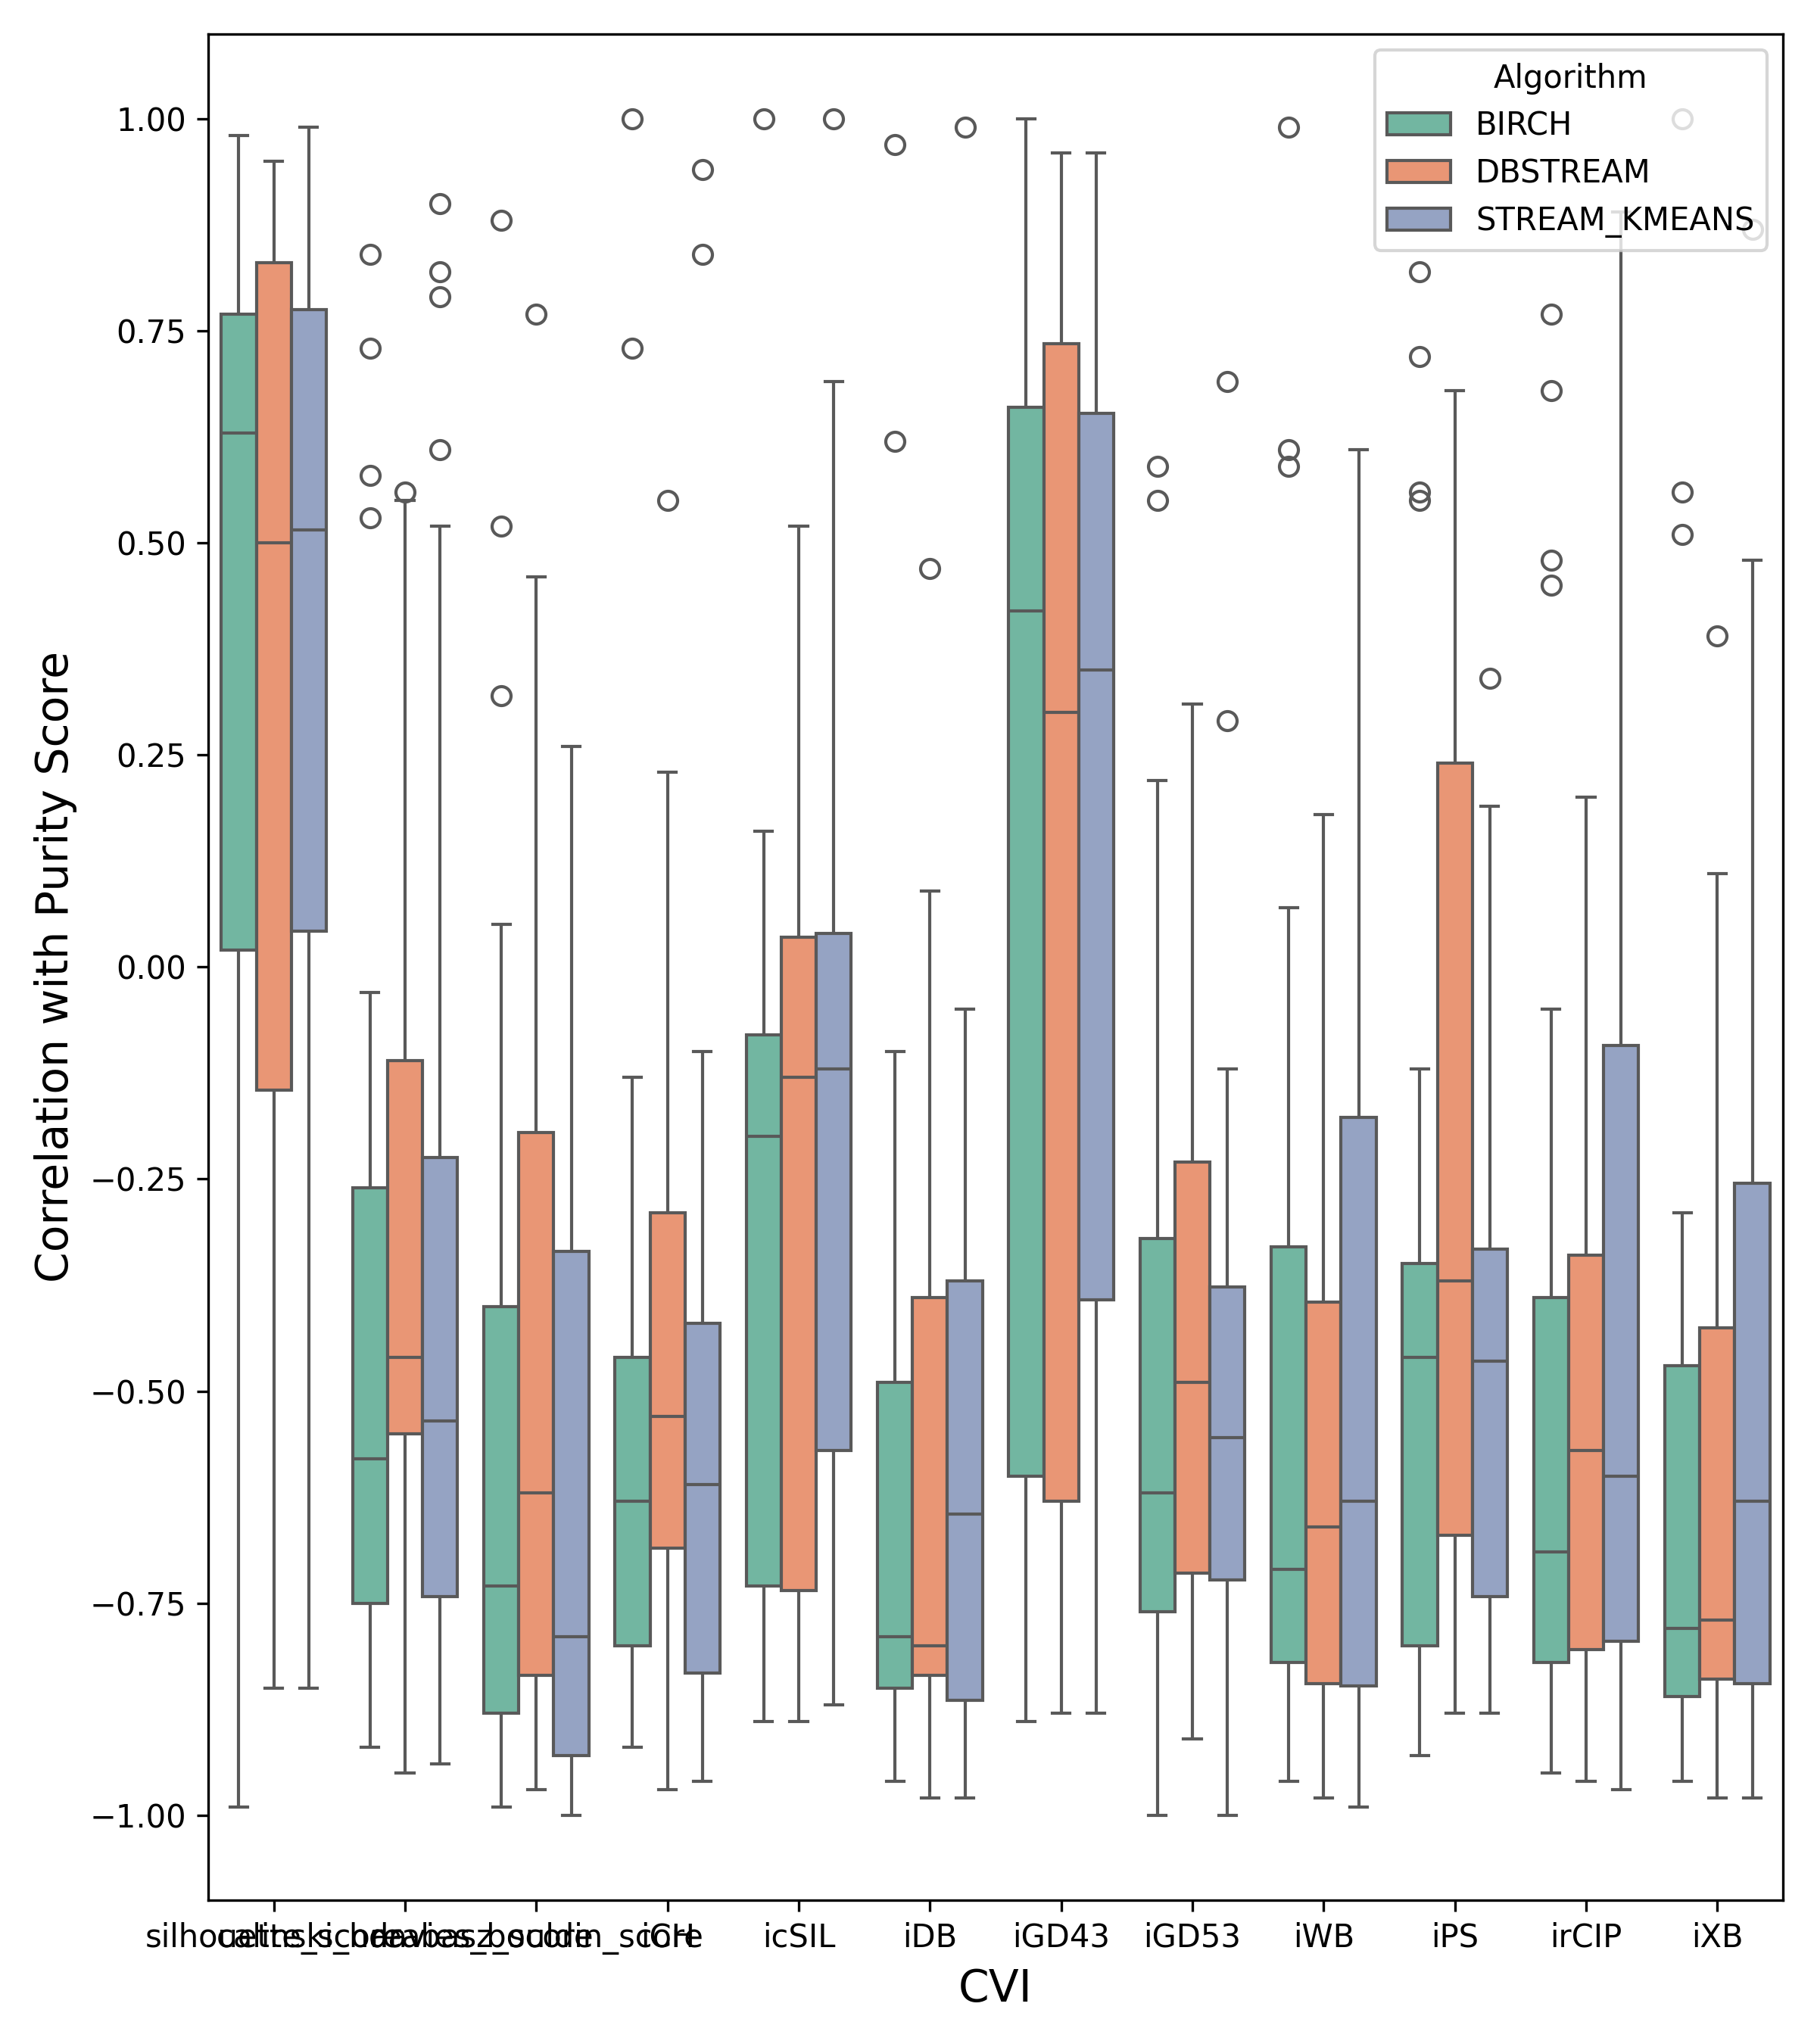 Algorithm
BIRCH
DBSTREAM
STREAM_KMEANS
1.00
0.75
0.50
0.25
0.00
−0.25
−0.50
−0.75
−1.00
Correlation with Purity Score
icSIL iDB iGD43 iGD53 iWB iPS irCIP iXB
CVI